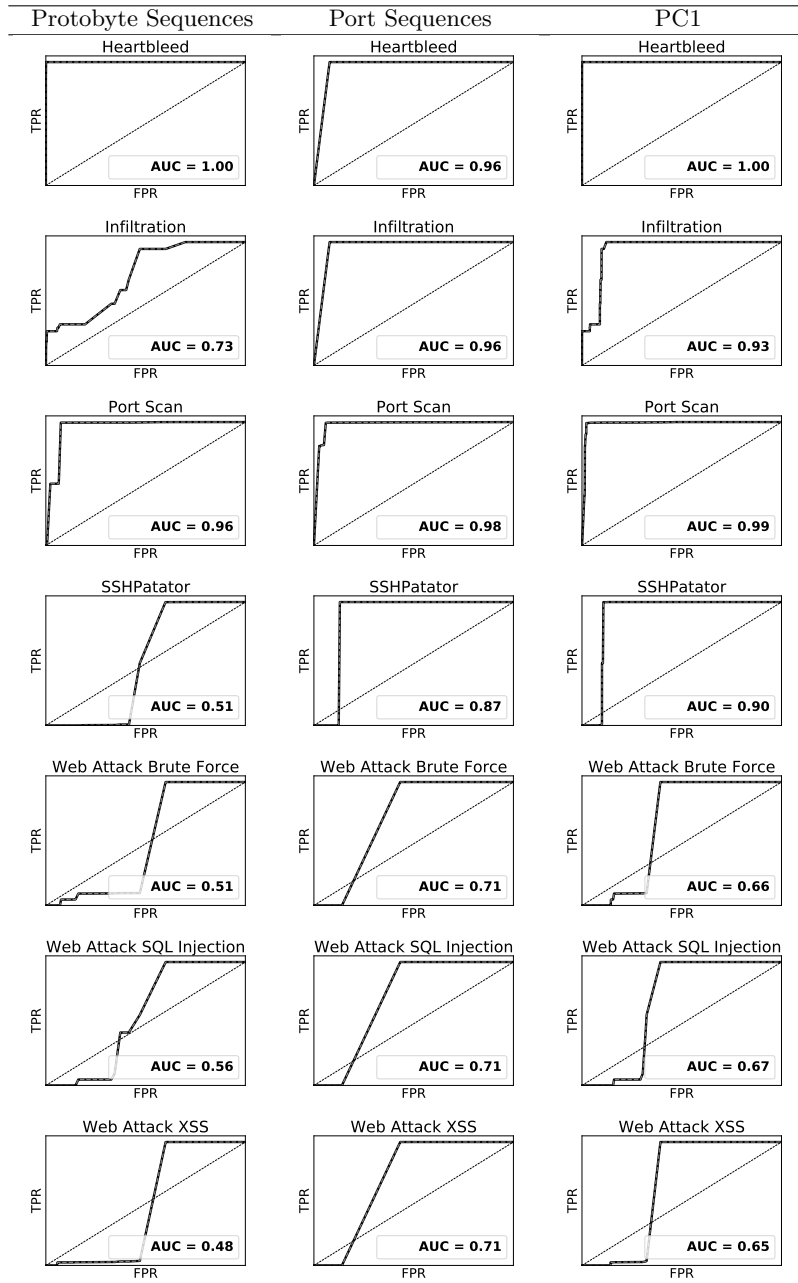 Protobyte Sequences Port Sequences PC1
Heartbleed Heartbleed Heartbleed
TPR TPR TPR
AUC = 1.00 AUC = 0.96 AUC = 1.00
FPR FPR FPR
Infiltration Infiltration Infiltration
TPR TPR TPR
AUC = 0.73 AUC = 0.96 AUC = 0.93
FPR FPR FPR
Port Scan Port Scan Port Scan
TPR TPR TPR
AUC = 0.96 AUC = 0.98 AUC = 0.99
FPR FPR FPR
SSHPatator SSHPatator SSHPatator
TPR TPR TPR
AUC = 0.51 AUC = 0.87 AUC = 0.90
FPR FPR FPR
Web Attack Brute Force Web Attack Brute Force Web Attack Brute Force
TPR TPR TPR
AUC = 0.51 AUC = 0.71 AUC = 0.66
FPR FPR FPR
Web Attack SQL Injection Web Attack SQL Injection Web Attack SQL Injection
TPR TPR TPR
AUC = 0.56 AUC = 0.71 AUC = 0.67
FPR FPR FPR
Web Attack XSS Web Attack XSS Web Attack XSS
TPR TPR TPR
AUC = 0.48 AUC = 0.71 AUC = 0.65
FPR FPR FPR